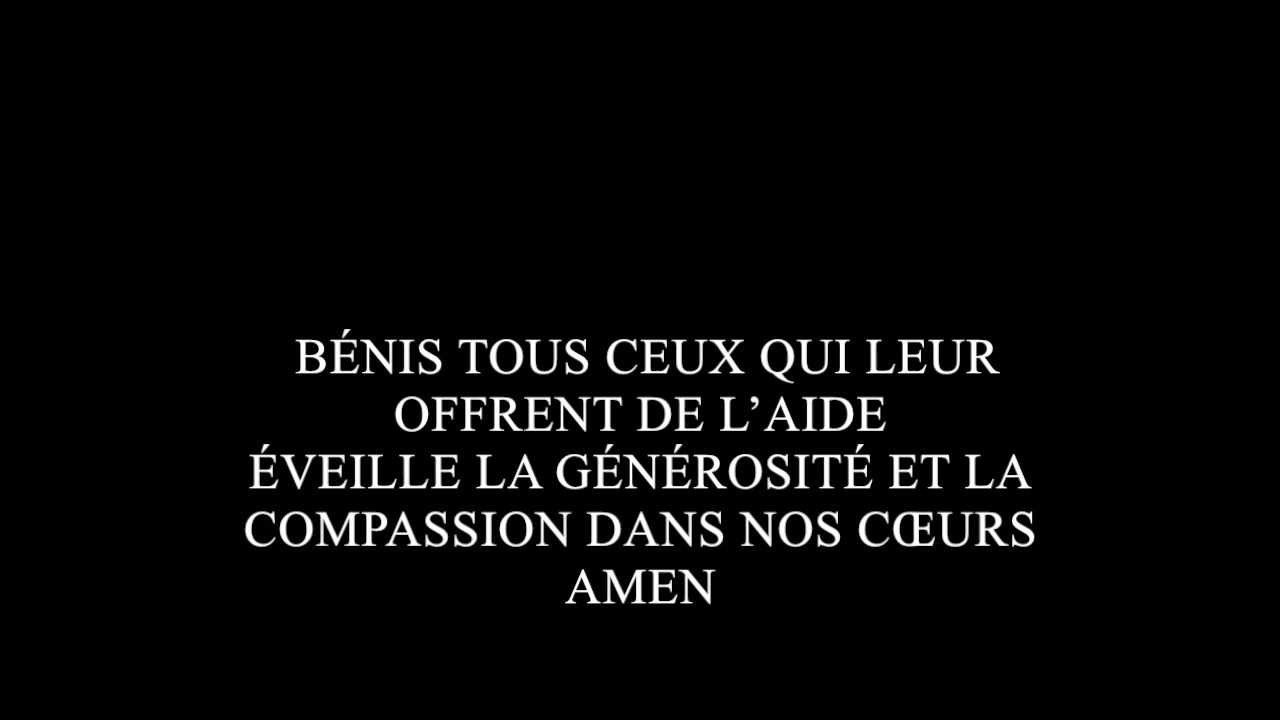 BÉNIS TOUS CEUX QUI LEUR
OFFRENT DE L’AIDE
ÉVEILLE LA GÉNÉROSITÉ ET LA
COMPASSION DANS NOS CŒURS
AMEN